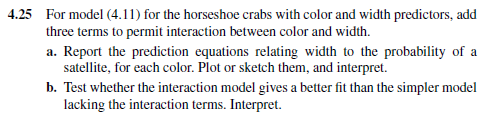 4.25 For model (4.11) for the horseshoe crabs with color and width predictors, add
three terms to permit interaction between color and width.
a. Report the prediction equations relating width to the probability of a
satellite, for each color. Plot or sketch them, and interpret.
b. Test whether the interaction model gives a better fit than the simpler model
lacking the interaction terms. Interpret.